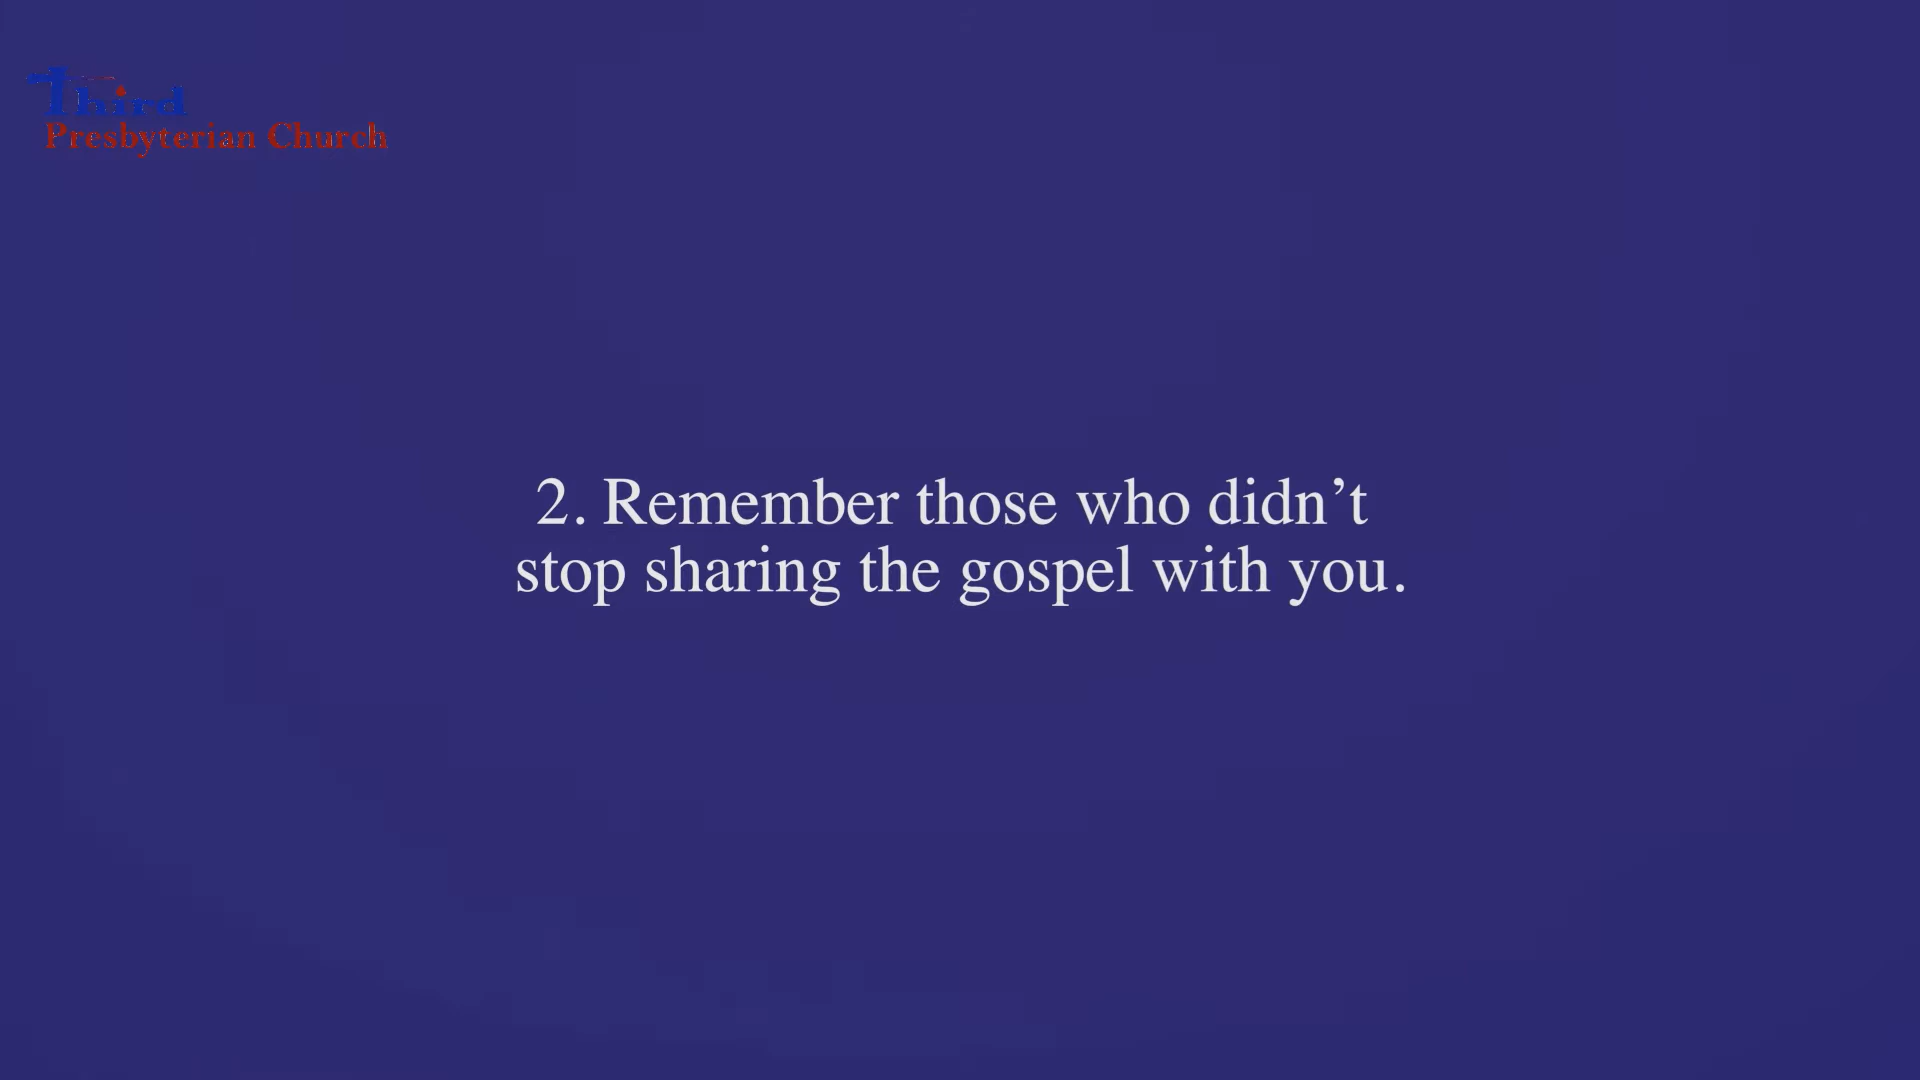 Third
Presbyterian Church
2. Remember those who didn’t
stop sharing the gospel with you.